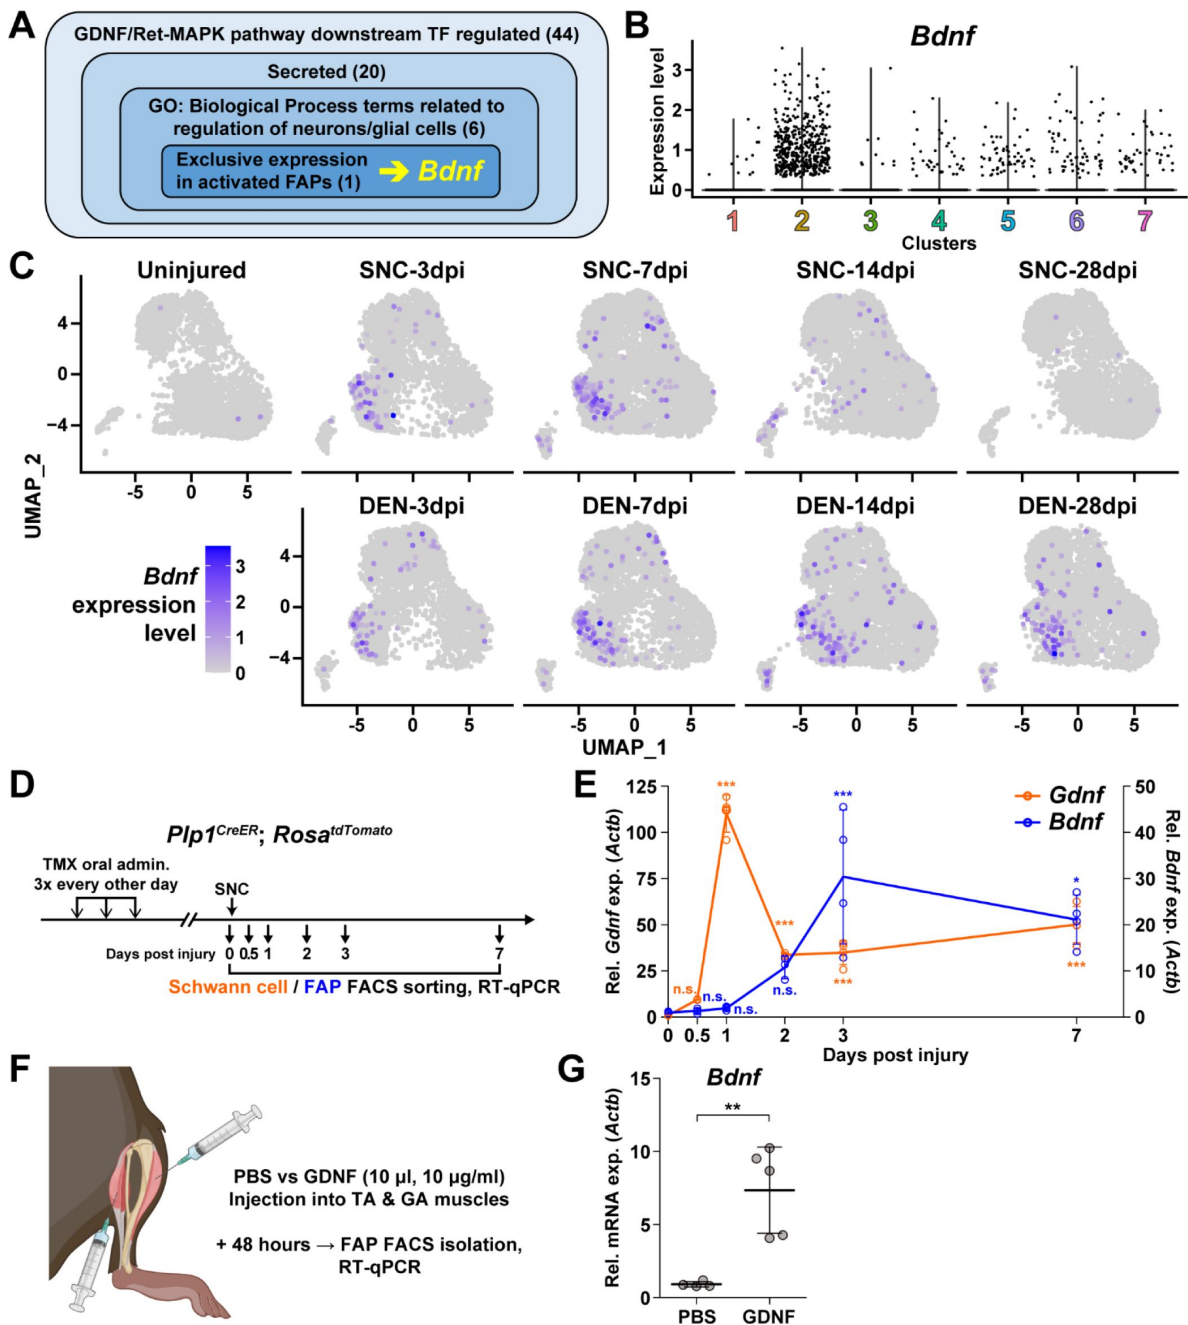 A
GDNF/Ret-MAPK pathway downstream TF regulated (44)
Secreted (20)
GO: Biological Process terms related to
regulation of neurons/glial cells (6)
Exclusive expression
in activated FAPs (1)
➔ Bdnf
B
Bdnf
Expression level
3
2
1
0
1 2 3 4 5 6 7
Clusters
C
Uninjured
SNC-3dpi
SNC-7dpi
SNC-14dpi
SNC-28dpi
4
0
−4
-5 0 5
UMAP_2
DEN-3dpi
DEN-7dpi
DEN-14dpi
DEN-28dpi
4
0
−4
-5 0 5
-5 0 5
-5 0 5
-5 0 5
UMAP_1
Bdnf
expression
level
3
2
1
0
D
Plp1CreER; RosatdTomato
TMX oral admin.
3x every other day
SNC
Days post injury
0 0.5 1 2 3 7
Schwann cell / FAP FACS sorting, RT-qPCR
E
Rel. Gdnf exp. (Actb)
125
100
75
50
25
0
Gdnf
Bdnf
50
40
30
20
10
0
Rel. Bdnf exp. (Actb)
***
***
***
*
n.s.
n.s.
n.s.
n.s.
***
***
0 0.5 1 2 3 7
Days post injury
F
PBS vs GDNF (10 µl, 10 µg/ml)
Injection into TA & GA muscles
+ 48 hours → FAP FACS isolation,
RT-qPCR
G
Bdnf
Rel. mRNA exp. (Actb)
15
10
5
0
**
PBS GDNF